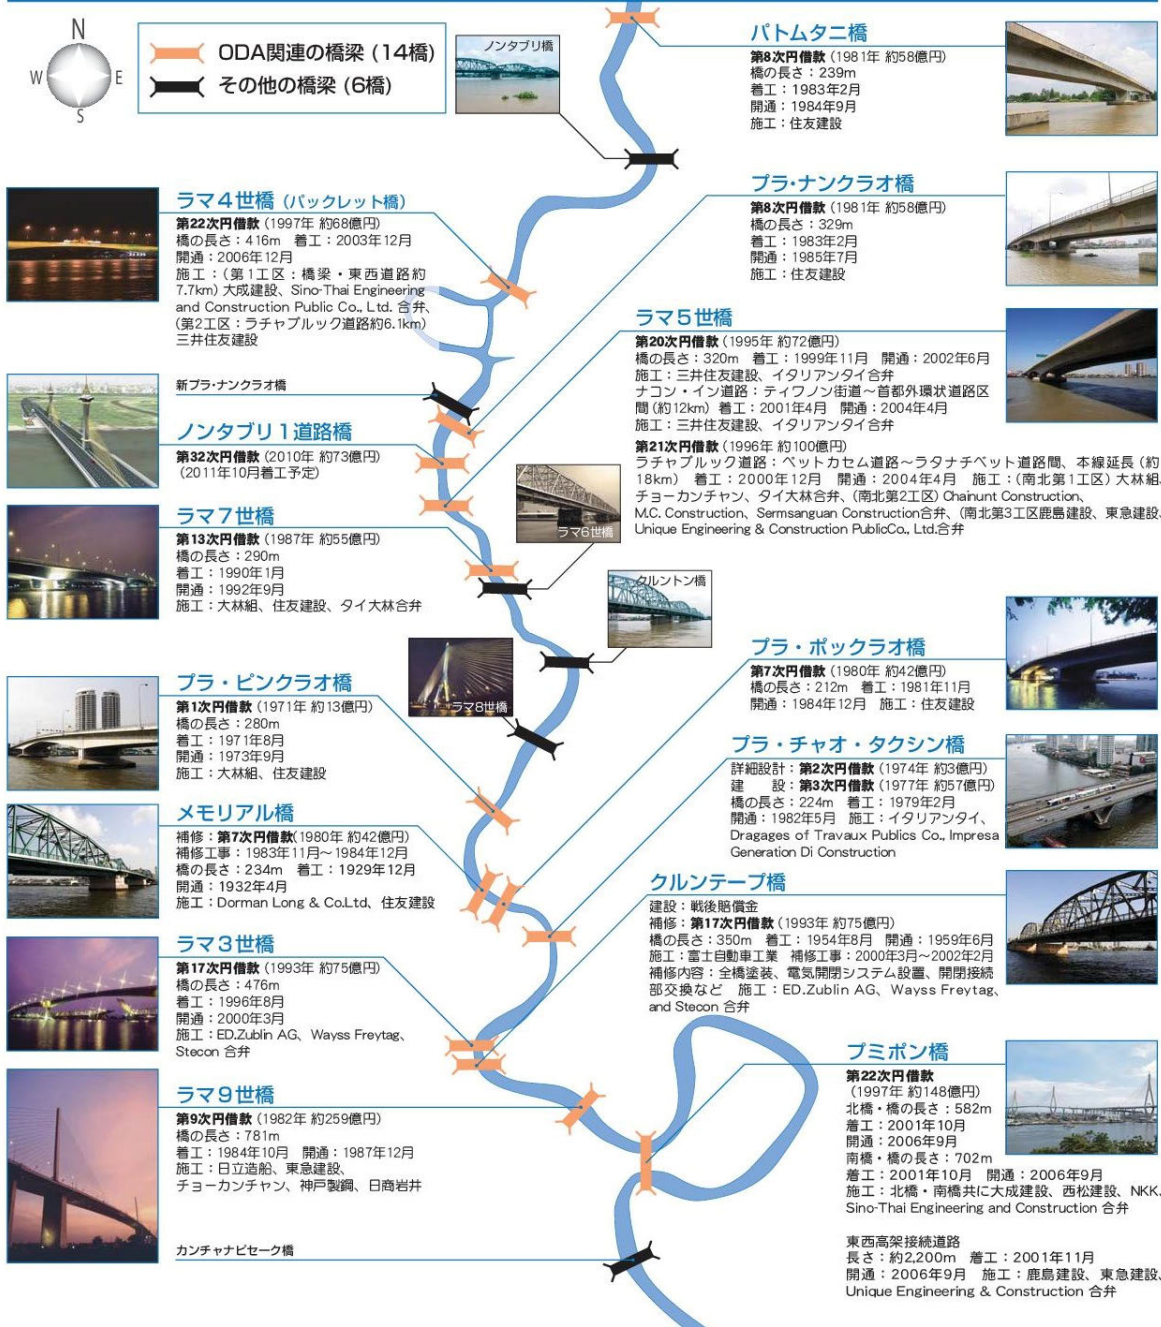 N
W
E
S
ODA関連の橋梁 (14橋)
その他の橋梁 (6橋)
ノンタブリ橋
パトムタニ橋
第8次円借款 (1981年 約58億円)
橋の長さ：239m
着工：1983年2月
開通：1984年9月
施工：住友建設
ラマ4世橋 (パックレット橋)
第22次円借款 (1997年 約68億円)
橋の長さ：416m 着工：2003年12月
開通：2006年12月
施工：(第1工区：橋梁・東西道路約
7.7km) 大成建設、Sino-Thai Engineering
and Construction Public Co., Ltd. 合弁、
(第2工区：ラチャブルック道路約6.1km)
三井住友建設
プラ・ナンクラオ橋
第8次円借款 (1981年 約58億円)
橋の長さ：329m
着工：1983年2月
開通：1985年7月
施工：住友建設
ラマ5世橋
第20次円借款 (1995年 約72億円)
橋の長さ：320m 着工：1999年11月 開通：2002年6月
施工：三井住友建設、イタリアンタイ合弁
ナコン・イン道路：ティワノン街道～首都外環状道路区
間 (約12km) 着工：2001年4月 開通：2004年4月
施工：三井住友建設、イタリアンタイ合弁
第21次円借款 (1996年 約100億円)
ラチャブルック道路：ペットカセム道路～ラタナチベット道路間、本線延長 (約
18km) 着工：2000年12月 開通：2004年4月 施工：(南北第1工区) 大林組、
チョーカンチャン、タイ大林合弁、(南北第2工区) Chainunt Construction,
M.C. Construction、Sermsanguan Construction合弁、(南北第3工区鹿島建設、東急建設、
Unique Engineering & Construction PublicCo., Ltd.合弁
新プラ・ナンクラオ橋
ノンタブリ1道路橋
第32次円借款 (2010年 約73億円)
(2011年10月着工予定)
ラマ7世橋
第13次円借款 (1987年 約55億円)
橋の長さ：290m
着工：1990年1月
開通：1992年9月
施工：大林組、住友建設、タイ大林合弁
ラマ6世橋
クルントン橋
ラマ8世橋
プラ・ピンクラオ橋
第1次円借款 (1971年 約13億円)
橋の長さ：280m
着工：1971年8月
開通：1973年9月
施工：大林組、住友建設
プラ・ポックラオ橋
第7次円借款 (1980年 約42億円)
橋の長さ：212m 着工：1981年11月
開通：1984年12月 施工：住友建設
プラ・チャオ・タクシン橋
詳細設計：第2次円借款 (1974年 約3億円)
建 設：第3次円借款 (1977年 約57億円)
橋の長さ：224m 着工：1979年2月
開通：1982年5月 施工：イタリアンタイ、
Dragages of Travaux Publics Co., Impresa
Generation Di Construction
メモリアル橋
補修：第7次円借款(1980年 約42億円)
補修工事：1983年11月～1984年12月
橋の長さ：234m 着工：1929年12月
開通：1932年4月
施工：Dorman Long & Co.Ltd、住友建設
クルンテープ橋
建設：戦後賠償金
補修：第17次円借款 (1993年 約75億円)
橋の長さ：350m 着工：1954年8月 開通：1959年6月
施工：富士自動車工業 補修工事：2000年3月～2002年2月
補修内容：全橋塗装、電気開閉システム設置、開閉接続
部交換など 施工：ED.Zublin AG、Wayss Freytag、
and Stecon 合弁
ラマ3世橋
第17次円借款 (1993年 約75億円)
橋の長さ：476m
着工：1996年8月
開通：2000年3月
施工：ED.Zublin AG、Wayss Freytag、
Stecon 合弁
ラマ9世橋
第9次円借款 (1982年 約259億円)
橋の長さ：781m
着工：1984年10月 開通：1987年12月
施工：日立造船、東急建設、
チョーカンチャン、神戸製鋼、日商岩井
プミポン橋
第22次円借款
(1997年 約148億円)
北橋・橋の長さ：582m
着工：2001年10月
開通：2006年9月
南橋・橋の長さ：702m
着工：2001年10月 開通：2006年9月
施工：北橋・南橋共に大成建設、西松建設、NKK、
Sino-Thai Engineering and Construction 合弁
東西高架接続道路
長さ：約2,200m 着工：2001年11月
開通：2006年9月 施工：鹿島建設、東急建設、
Unique Engineering & Construction 合弁
カンチャナピセーク橋